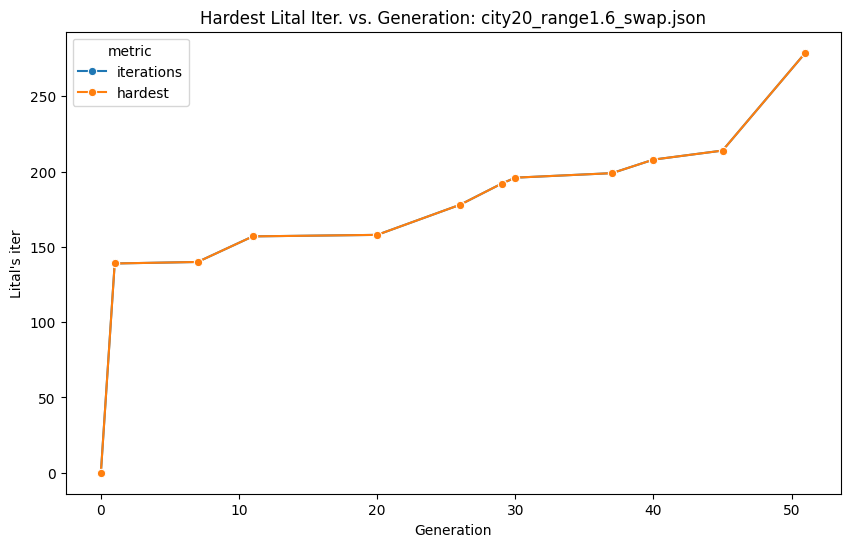 Hardest Lital Iter. vs. Generation: city20_range1.6_swap.json
metric
iterations
hardest
Lital's iter
250
200
150
100
50
0
0 10 20 30 40 50
Generation